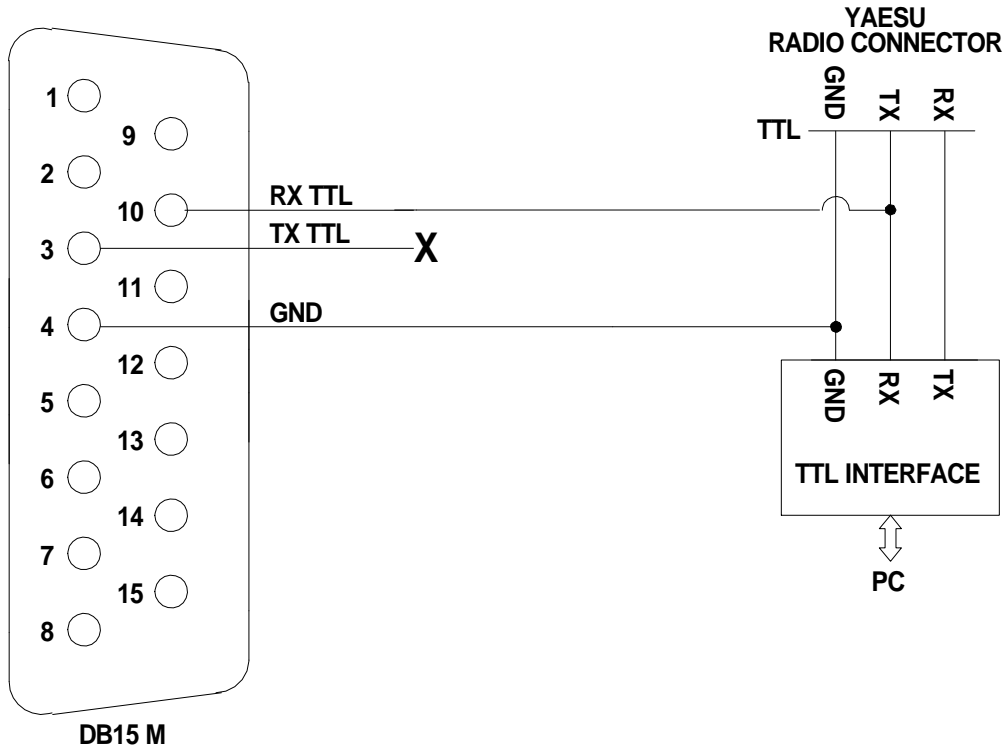 YAESU
RADIO CONNECTOR
GND TX RX
TTL
1
9
2
10 RX TTL
3 TX TTL X
11
4 GND
12
GND RX TX
5
13
6 TTL INTERFACE
14
7
PC
15
8
DB15 M